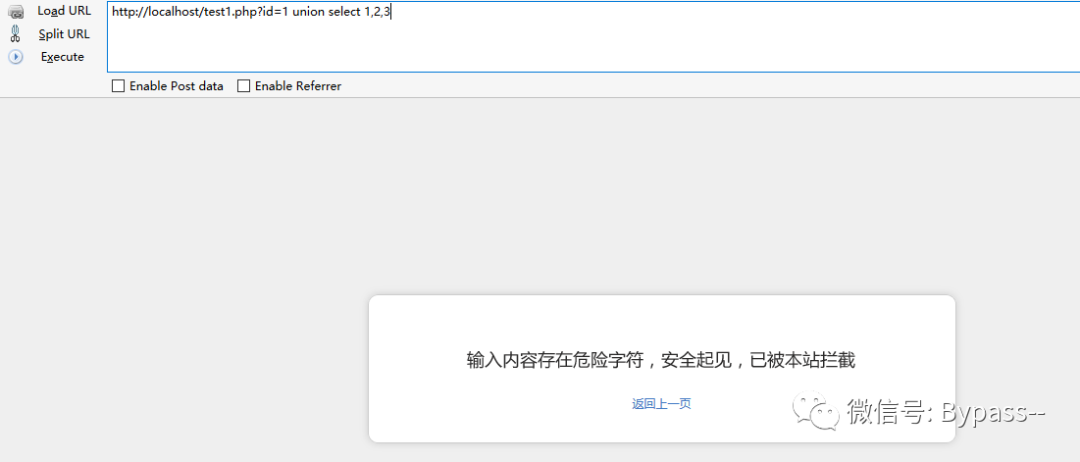 Load URL
http://localhost/test1.php?id=1 union select 1,2,3
Split URL
Execute
Enable Post data
Enable Referrer
输入内容存在危险字符，安全起见，已被本站拦截
返回上一页
微信号: Bypass--